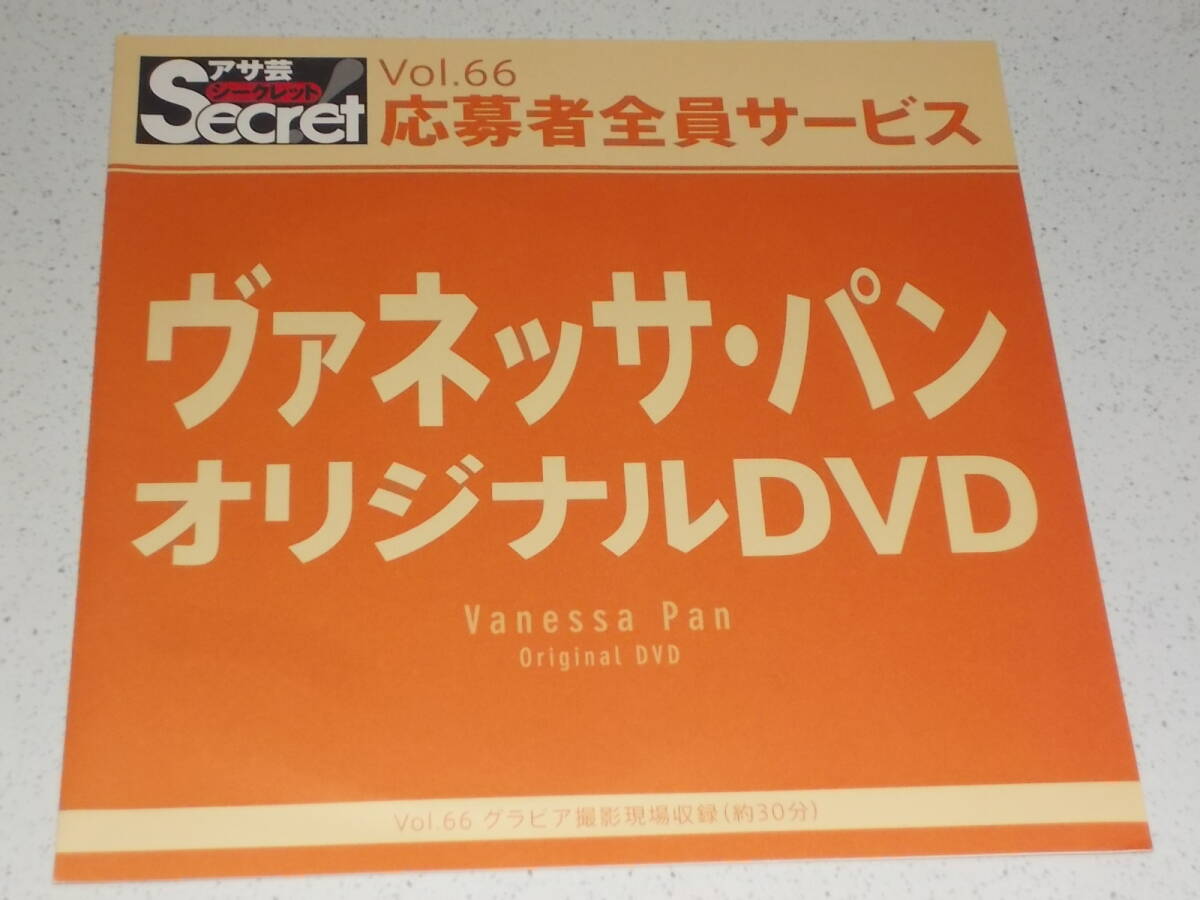 アサ芸
シークレット
Secret!
Vol.66
応募者全員サービス
ヴァネッサ・パン
オリジナルDVD
Vanessa Pan
Original DVD
Vol.66 グラビア撮影現場収録(約30分)